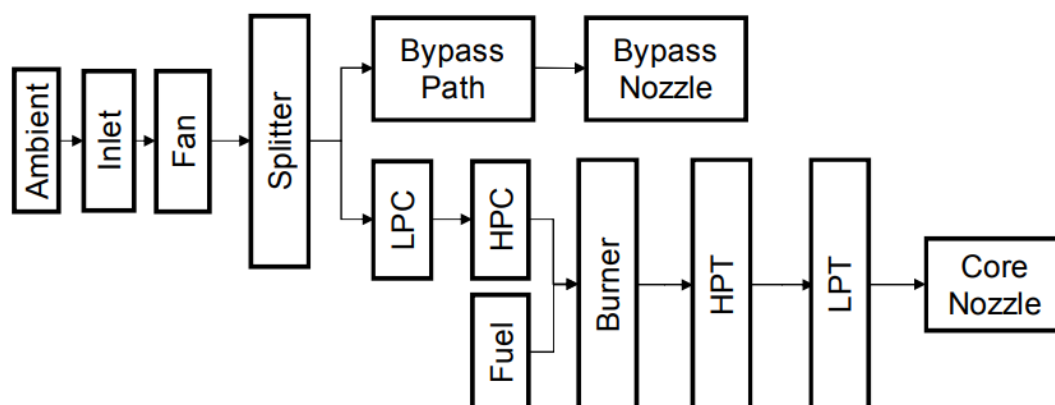 Ambient
Inlet
Fan
Splitter
Bypass
Path
Bypass
Nozzle
LPC
HPC
Fuel
Burner
HPT
LPT
Core
Nozzle